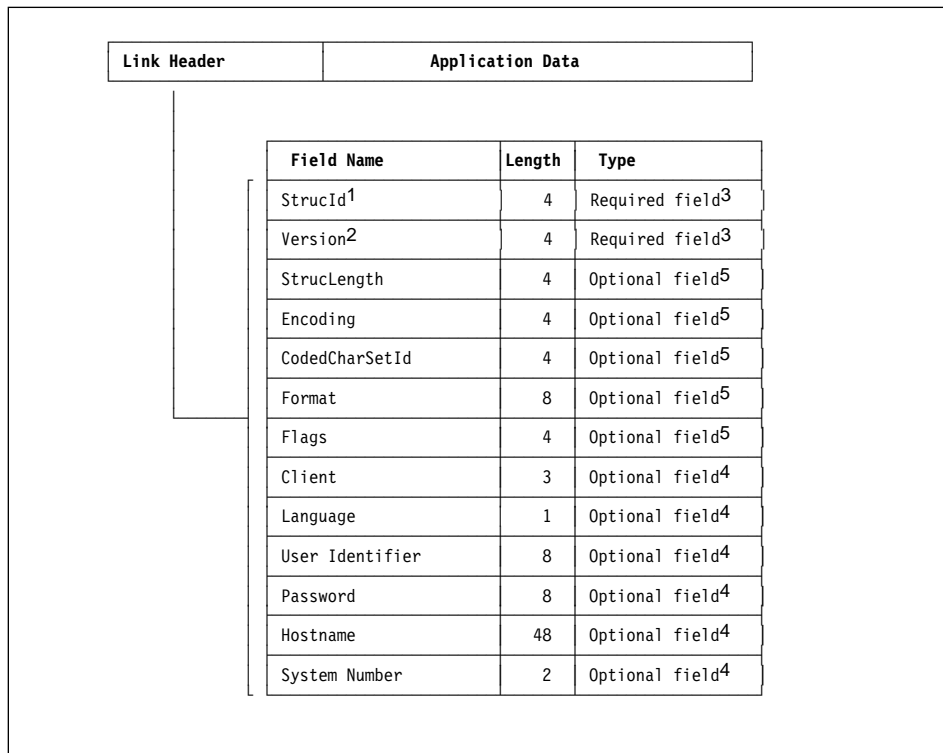 Link Header Application Data
Field Name Length Type
StrucId1 4 Required field3
Version2 4 Required field3
StrucLength 4 Optional field5
Encoding 4 Optional field5
CodedCharSetId 4 Optional field5
Format 8 Optional field5
Flags 4 Optional field5
Client 3 Optional field4
Language 1 Optional field4
User Identifier 8 Optional field4
Password 8 Optional field4
Hostname 48 Optional field4
System Number 2 Optional field4